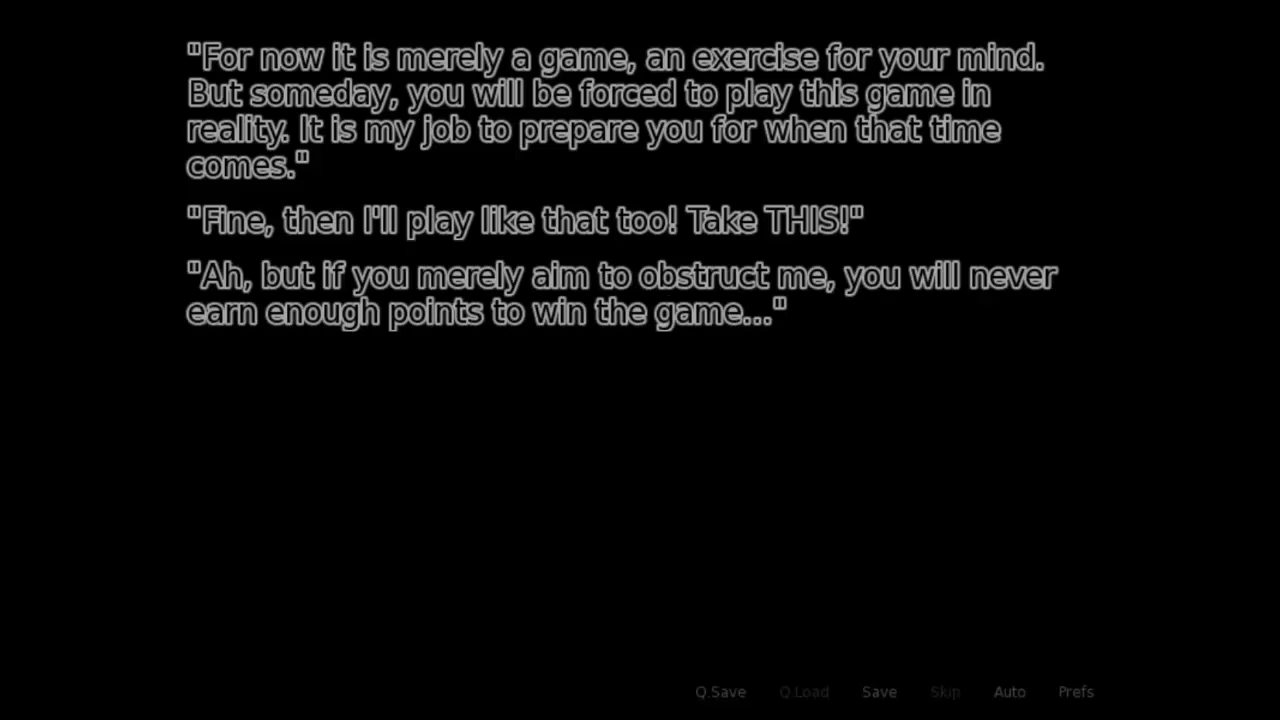 "For now it is merely a game, an exercise for your mind.
But someday, you will be forced to play this game in
reality. It is my job to prepare you for when that time
comes."
"Fine, then I'll play like that too! Take THIS!"
"Ah, but if you merely aim to obstruct me, you will never
earn enough points to win the game..."
Q.Save Q.Load Save Skip Auto Prefs